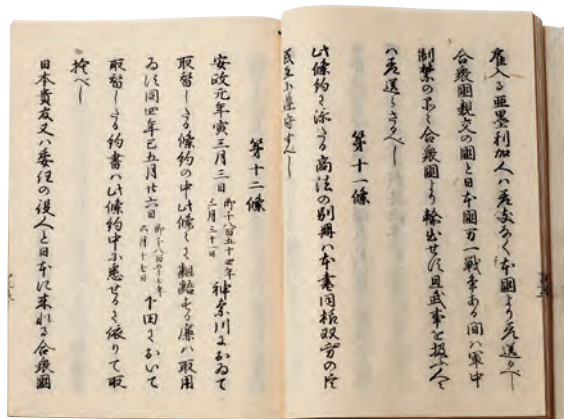 雇入る亜墨利加人ハ差支なく本國より差送るへし
合衆國親交の國と日本國万一戦争ある間ハ軍中
制禁の品々合衆國より輸出せす且武事を扱ふ人々
ハ差送らさるへし
第十一條
此條約に添たる商法の別冊ハ本書同様双方の臣
民互に遵守すへし
第十二條
安政元年寅三月三日 即千八百五十四年三月三十一日 神奈川におゐて
取替したる條約の中此條々に齟齬する廉ハ取用
ゐす同四年巳五月廿六日 即千八百五十七年六月十七日 下田におゐて
取替したる約書ハ此條約中に悉せるに依りて取
捨へし
日本貴官又ハ委任の役人と日本に来れる合衆國